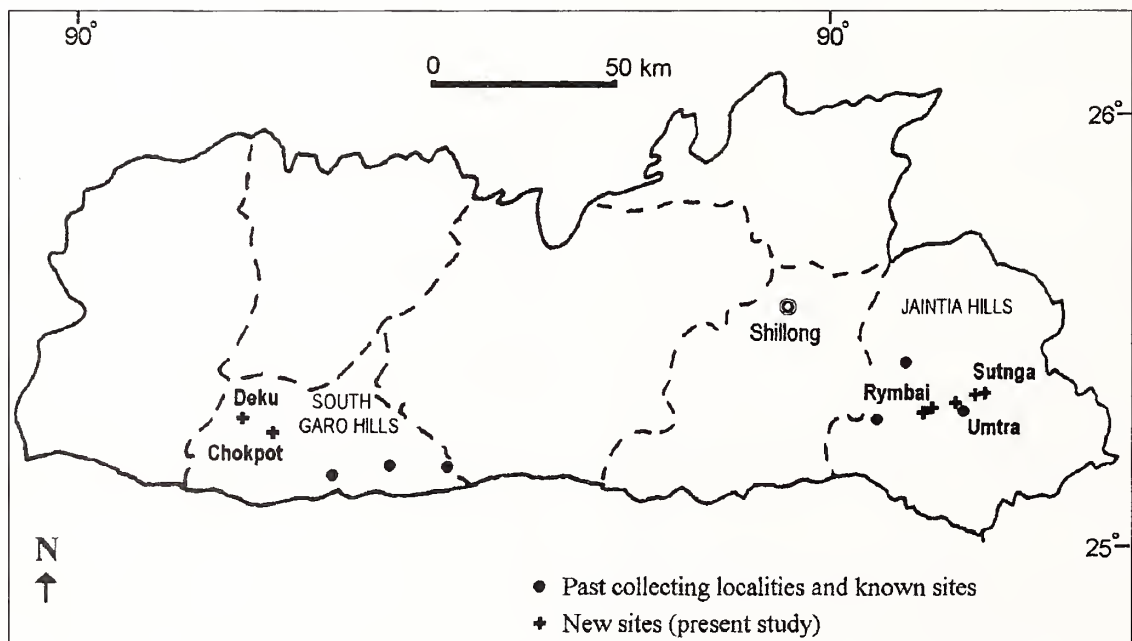 90°
90°
0 50 km
26°
JAINTIA HILLS
Shillong
Sutnga
Rymbai
Deku
SOUTH
GARO HILLS
Umtra
Chokpot
25°
N
Past collecting localities and known sites
New sites (present study)